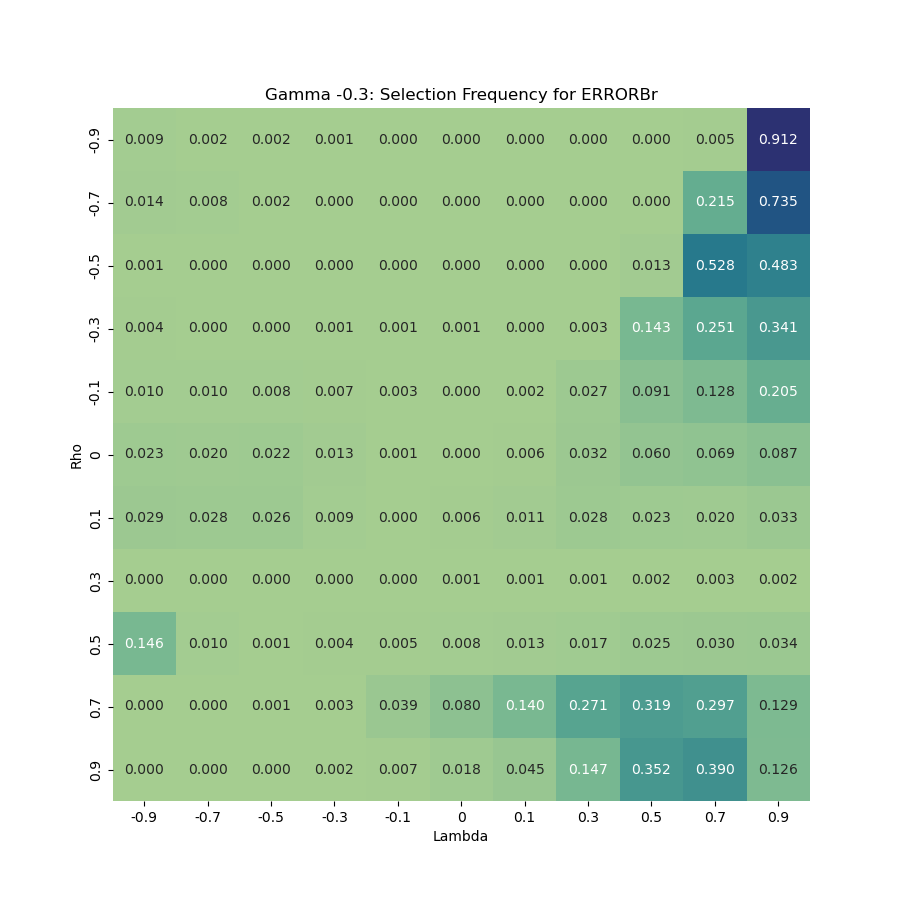 Gamma -0.3: Selection Frequency for ERRORBr
-0.9 0.009 0.002 0.002 0.001 0.000 0.000 0.000 0.000 0.000 0.005 0.912
-0.7 0.014 0.008 0.002 0.000 0.000 0.000 0.000 0.000 0.000 0.215 0.735
-0.5 0.001 0.000 0.000 0.000 0.000 0.000 0.000 0.000 0.013 0.528 0.483
-0.3 0.004 0.000 0.000 0.001 0.001 0.001 0.000 0.003 0.143 0.251 0.341
-0.1 0.010 0.010 0.008 0.007 0.003 0.000 0.002 0.027 0.091 0.128 0.205
Rho
0 0.023 0.020 0.022 0.013 0.001 0.000 0.006 0.032 0.060 0.069 0.087
0.1 0.029 0.028 0.026 0.009 0.000 0.006 0.011 0.028 0.023 0.020 0.033
0.3 0.000 0.000 0.000 0.000 0.000 0.001 0.001 0.001 0.002 0.003 0.002
0.5 0.146 0.010 0.001 0.004 0.005 0.008 0.013 0.017 0.025 0.030 0.034
0.7 0.000 0.000 0.001 0.003 0.039 0.080 0.140 0.271 0.319 0.297 0.129
0.9 0.000 0.000 0.000 0.002 0.007 0.018 0.045 0.147 0.352 0.390 0.126
-0.9 -0.7 -0.5 -0.3 -0.1 0 0.1 0.3 0.5 0.7 0.9
Lambda